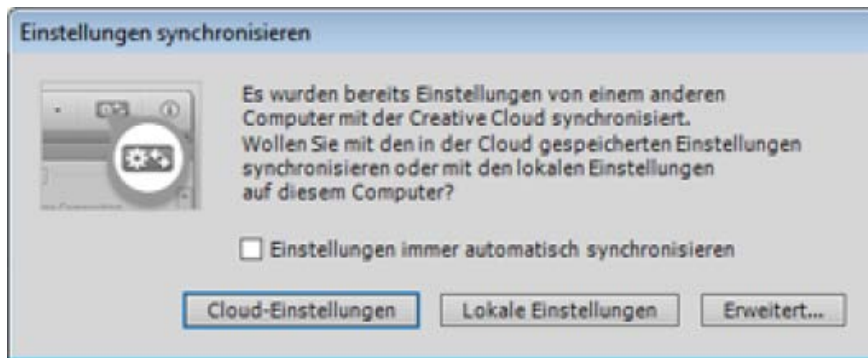 Einstellungen synchronisieren
Es wurden bereits Einstellungen von einem anderen
Computer mit der Creative Cloud synchronisiert.
Wollen Sie mit den in der Cloud gespeicherten Einstellungen
synchronisieren oder mit den lokalen Einstellungen
auf diesem Computer?
Einstellungen immer automatisch synchronisieren
Cloud-Einstellungen Lokale Einstellungen Erweitert...